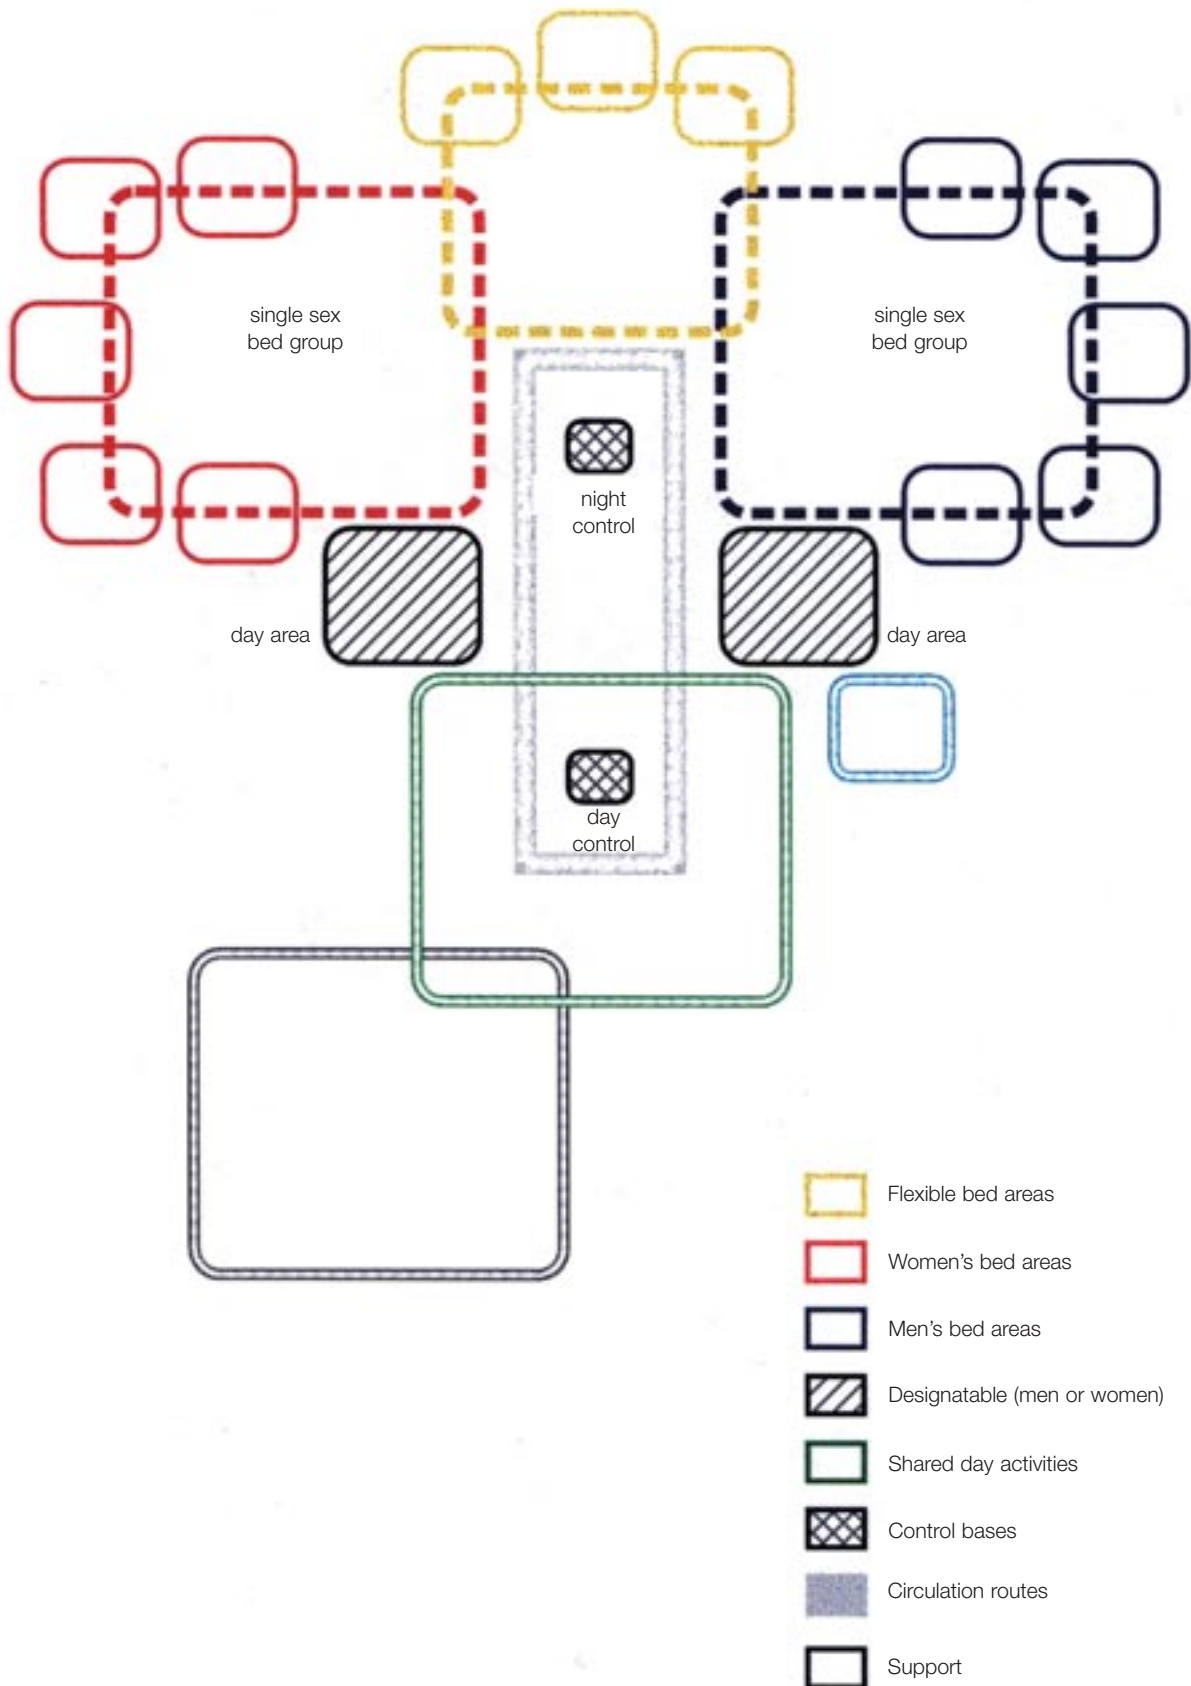 single sex
bed group
single sex
bed group
night
control
day area
day area
day
control
Flexible bed areas
Women's bed areas
Men's bed areas
Designatable (men or women)
Shared day activities
Control bases
Circulation routes
Support